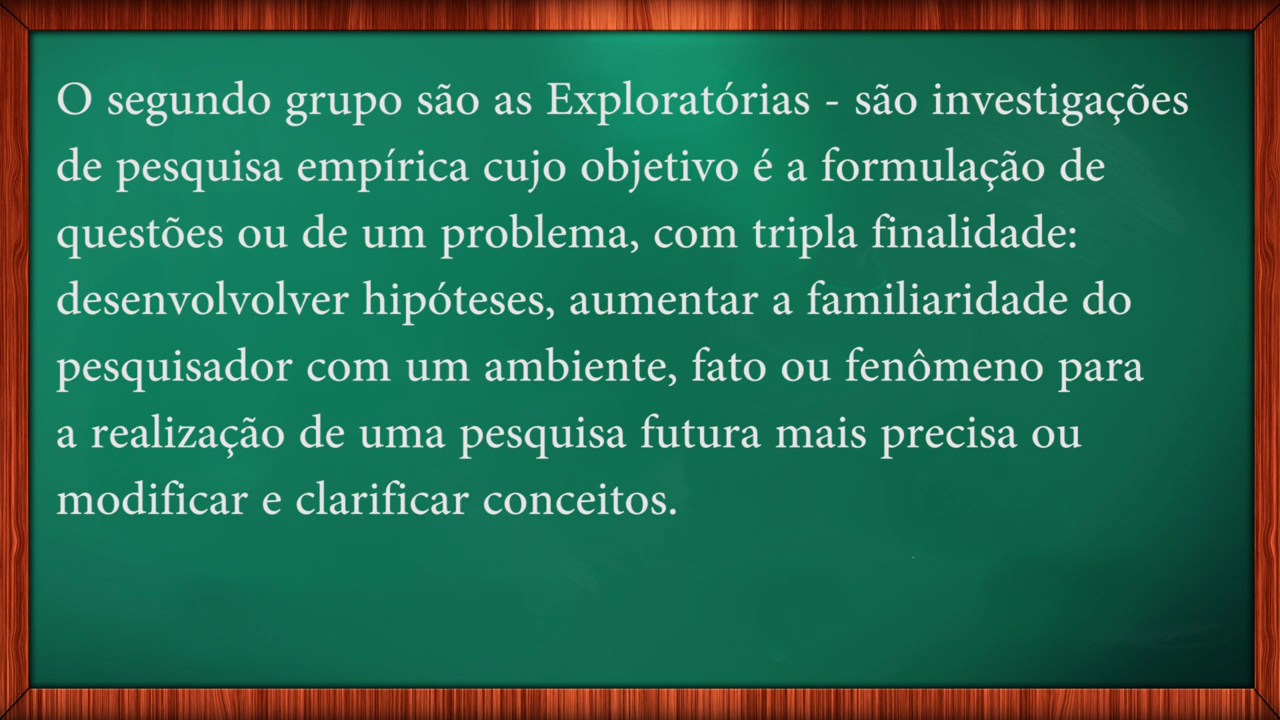 O segundo grupo são as Exploratórias - são investigações
de pesquisa empírica cujo objetivo é a formulação de
questões ou de um problema, com tripla finalidade:
desenvolvolver hipóteses, aumentar a familiaridade do
pesquisador com um ambiente, fato ou fenômeno para
a realização de uma pesquisa futura mais precisa ou
modificar e clarificar conceitos.